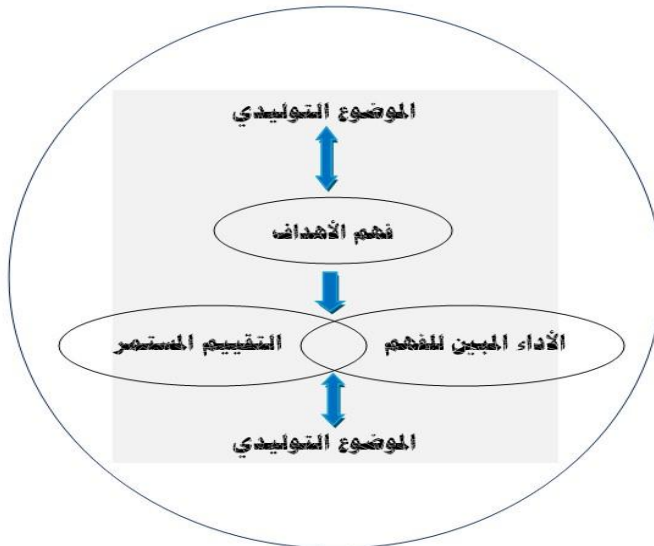 الموضوع التوليدي
فهم الأهداف
الأداء المبين للفهم
التقييم المستمر
الموضوع التوليدي